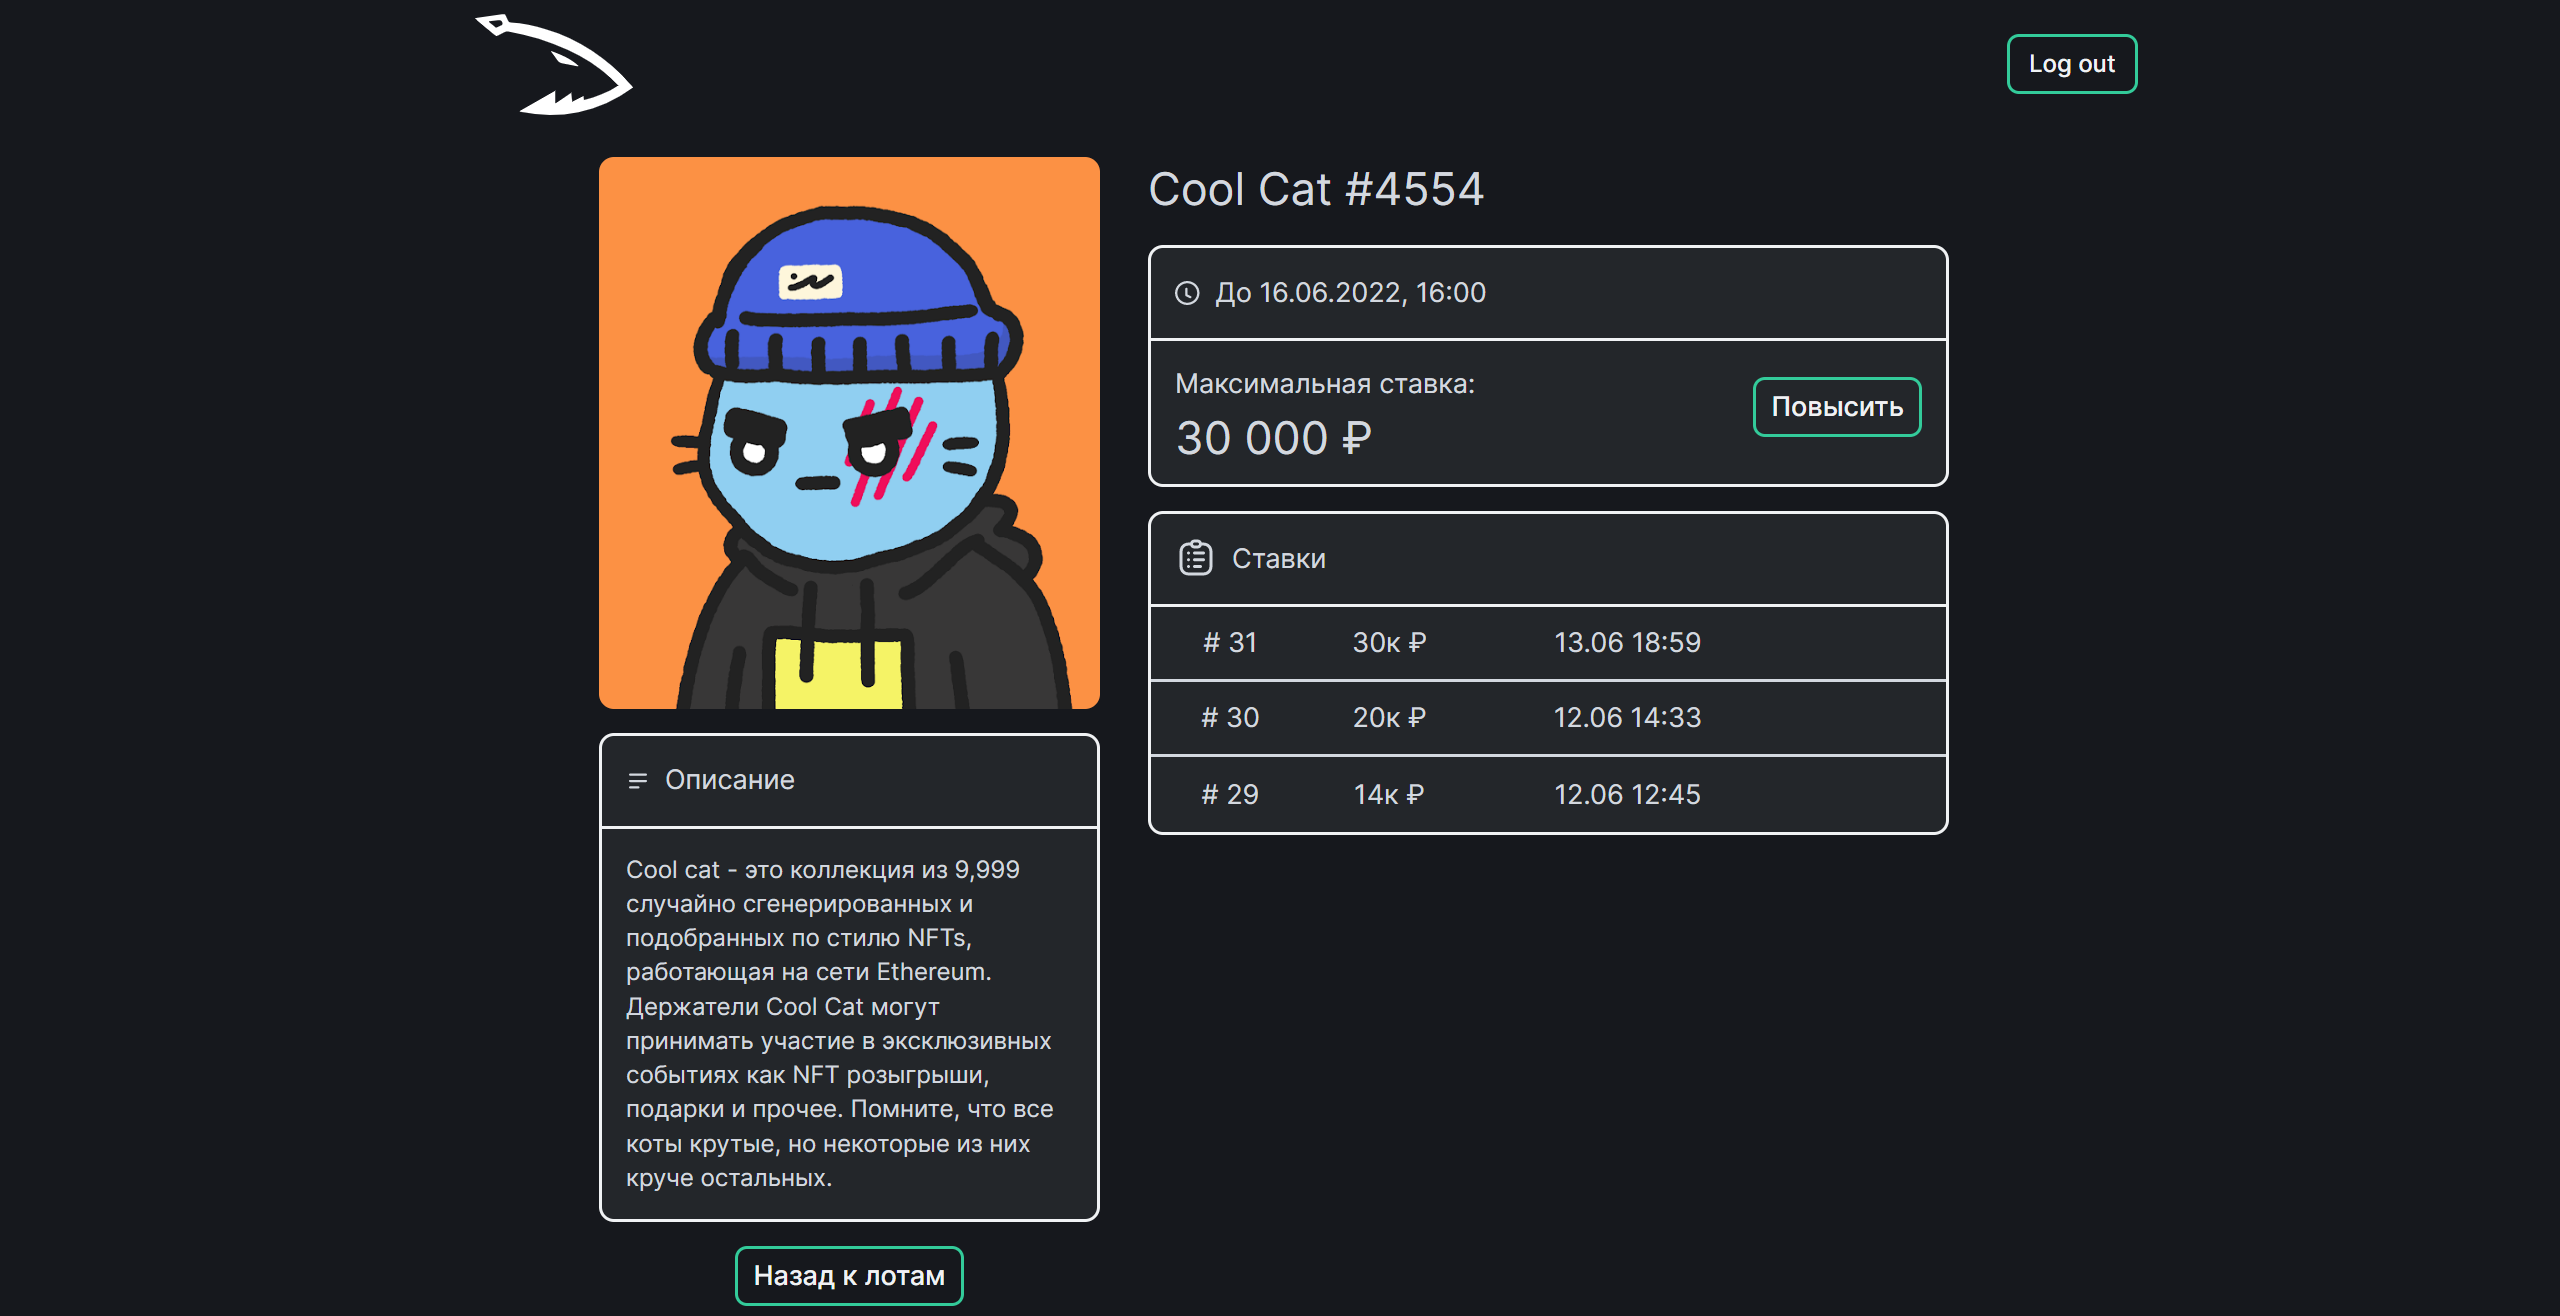 Log out
Cool Cat #4554
До 16.06.2022, 16:00
Максимальная ставка:
30 000 ₽
Повысить
Ставки
# 31 30к ₽ 13.06 18:59
# 30 20к ₽ 12.06 14:33
# 29 14к ₽ 12.06 12:45
Описание
Cool cat - это коллекция из 9,999
случайно сгенерированных и
подобранных по стилю NFTs,
работающая на сети Ethereum.
Держатели Cool Cat могут
принимать участие в эксклюзивных
событиях как NFT розыгрыши,
подарки и прочее. Помните, что все
коты крутые, но некоторые из них
круче остальных.
Назад к лотам